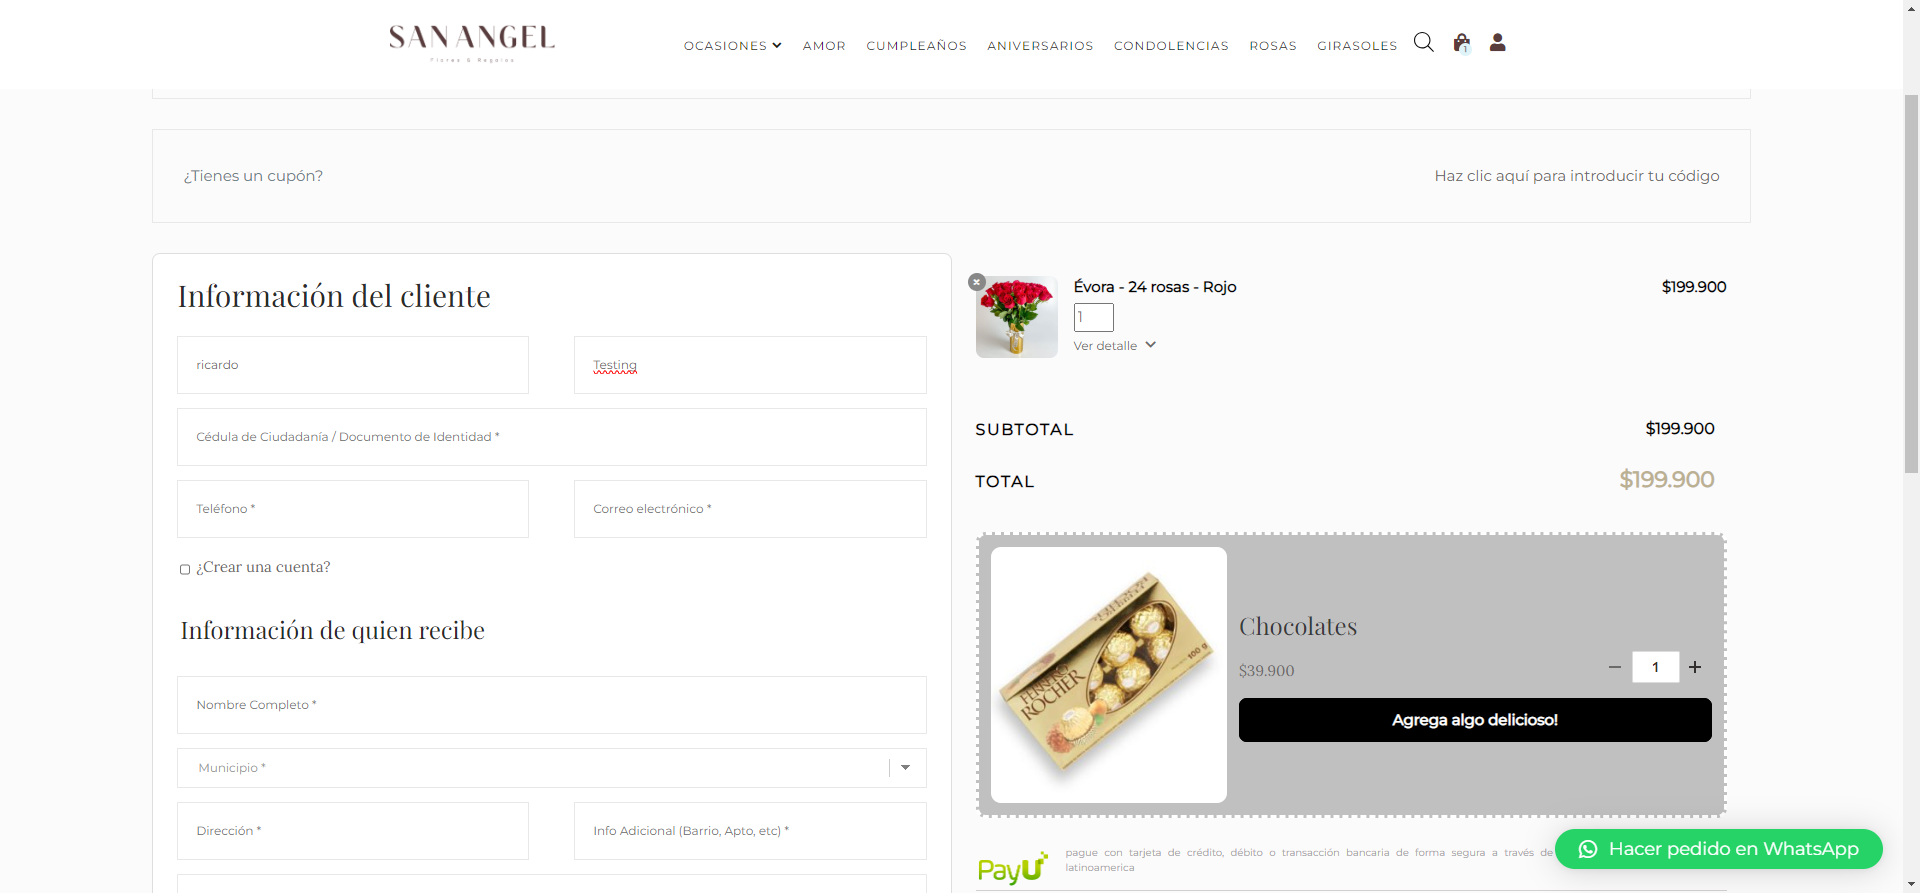 SAN ANGEL
Flores & Regalos
OCASIONES
AMOR
CUMPLEAÑOS
ANIVERSARIOS
CONDOLENCIAS
ROSAS
GIRASOLES
1
¿Tienes un cupón?
Haz clic aquí para introducir tu código
Información del cliente
ricardo
Testing
Cédula de Ciudadanía / Documento de Identidad *
Teléfono *
Correo electrónico *
¿Crear una cuenta?
Información de quien recibe
Nombre Completo *
Municipio *
Dirección *
Info Adicional (Barrio, Apto, etc) *
Évora - 24 rosas - Rojo
$199.900
1
Ver detalle
SUBTOTAL
$199.900
TOTAL
$199.900
FERRERO
ROCHER
100 g
Chocolates
$39.900
1
Agrega algo delicioso!
PayU
pague con tarjeta de crédito, débito o transacción bancaria de forma segura a través de
latinoamerica
Hacer pedido en WhatsApp